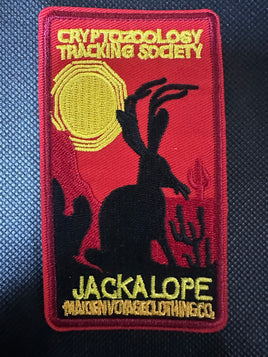 CRYPTOZOOLOGY
TRACKING SOCIETY
JACKALOPE
MAIDEN VOYAGE CLOTHING CO.